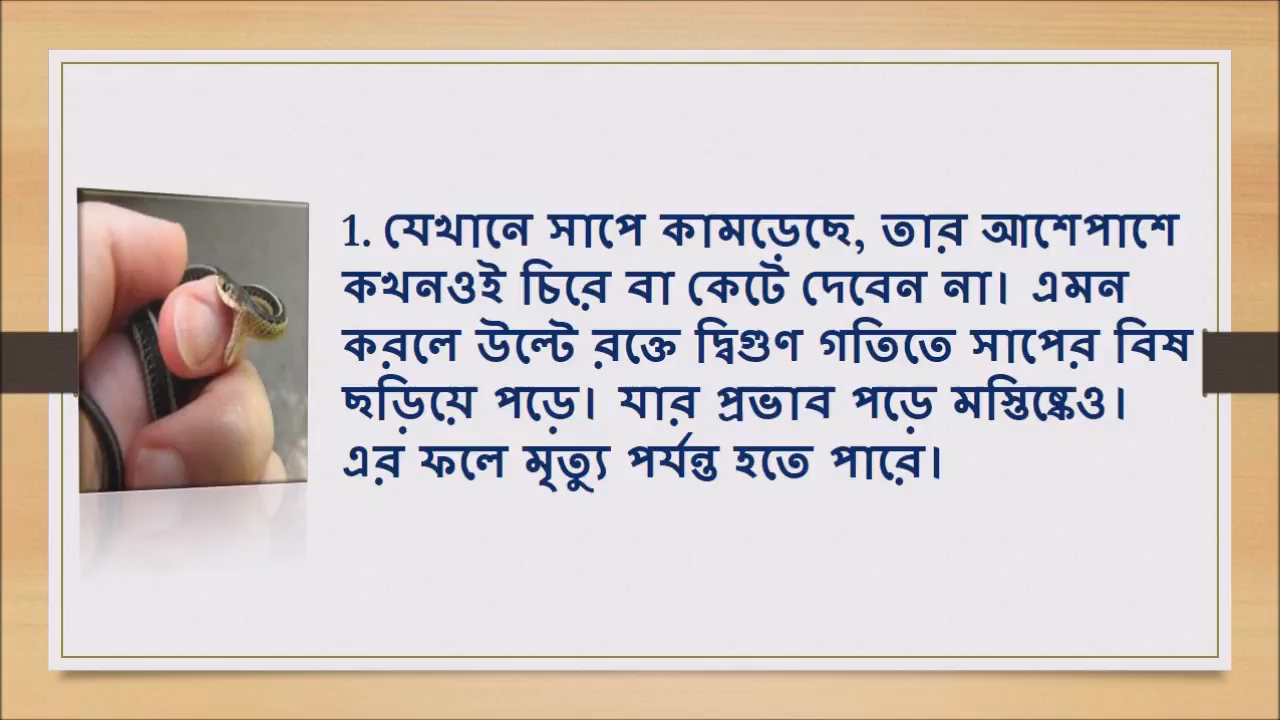 1. যেখানে সাপে কামড়েছে, তার আশেপাশে
কখনওই চিরে বা কেটে দেবেন না। এমন
করলে উল্টে রক্তে দ্বিগুণ গতিতে সাপের বিষ
ছড়িয়ে পড়ে। যার প্রভাব পড়ে মস্তিষ্কেও।
এর ফলে মৃত্যু পর্যন্ত হতে পারে।